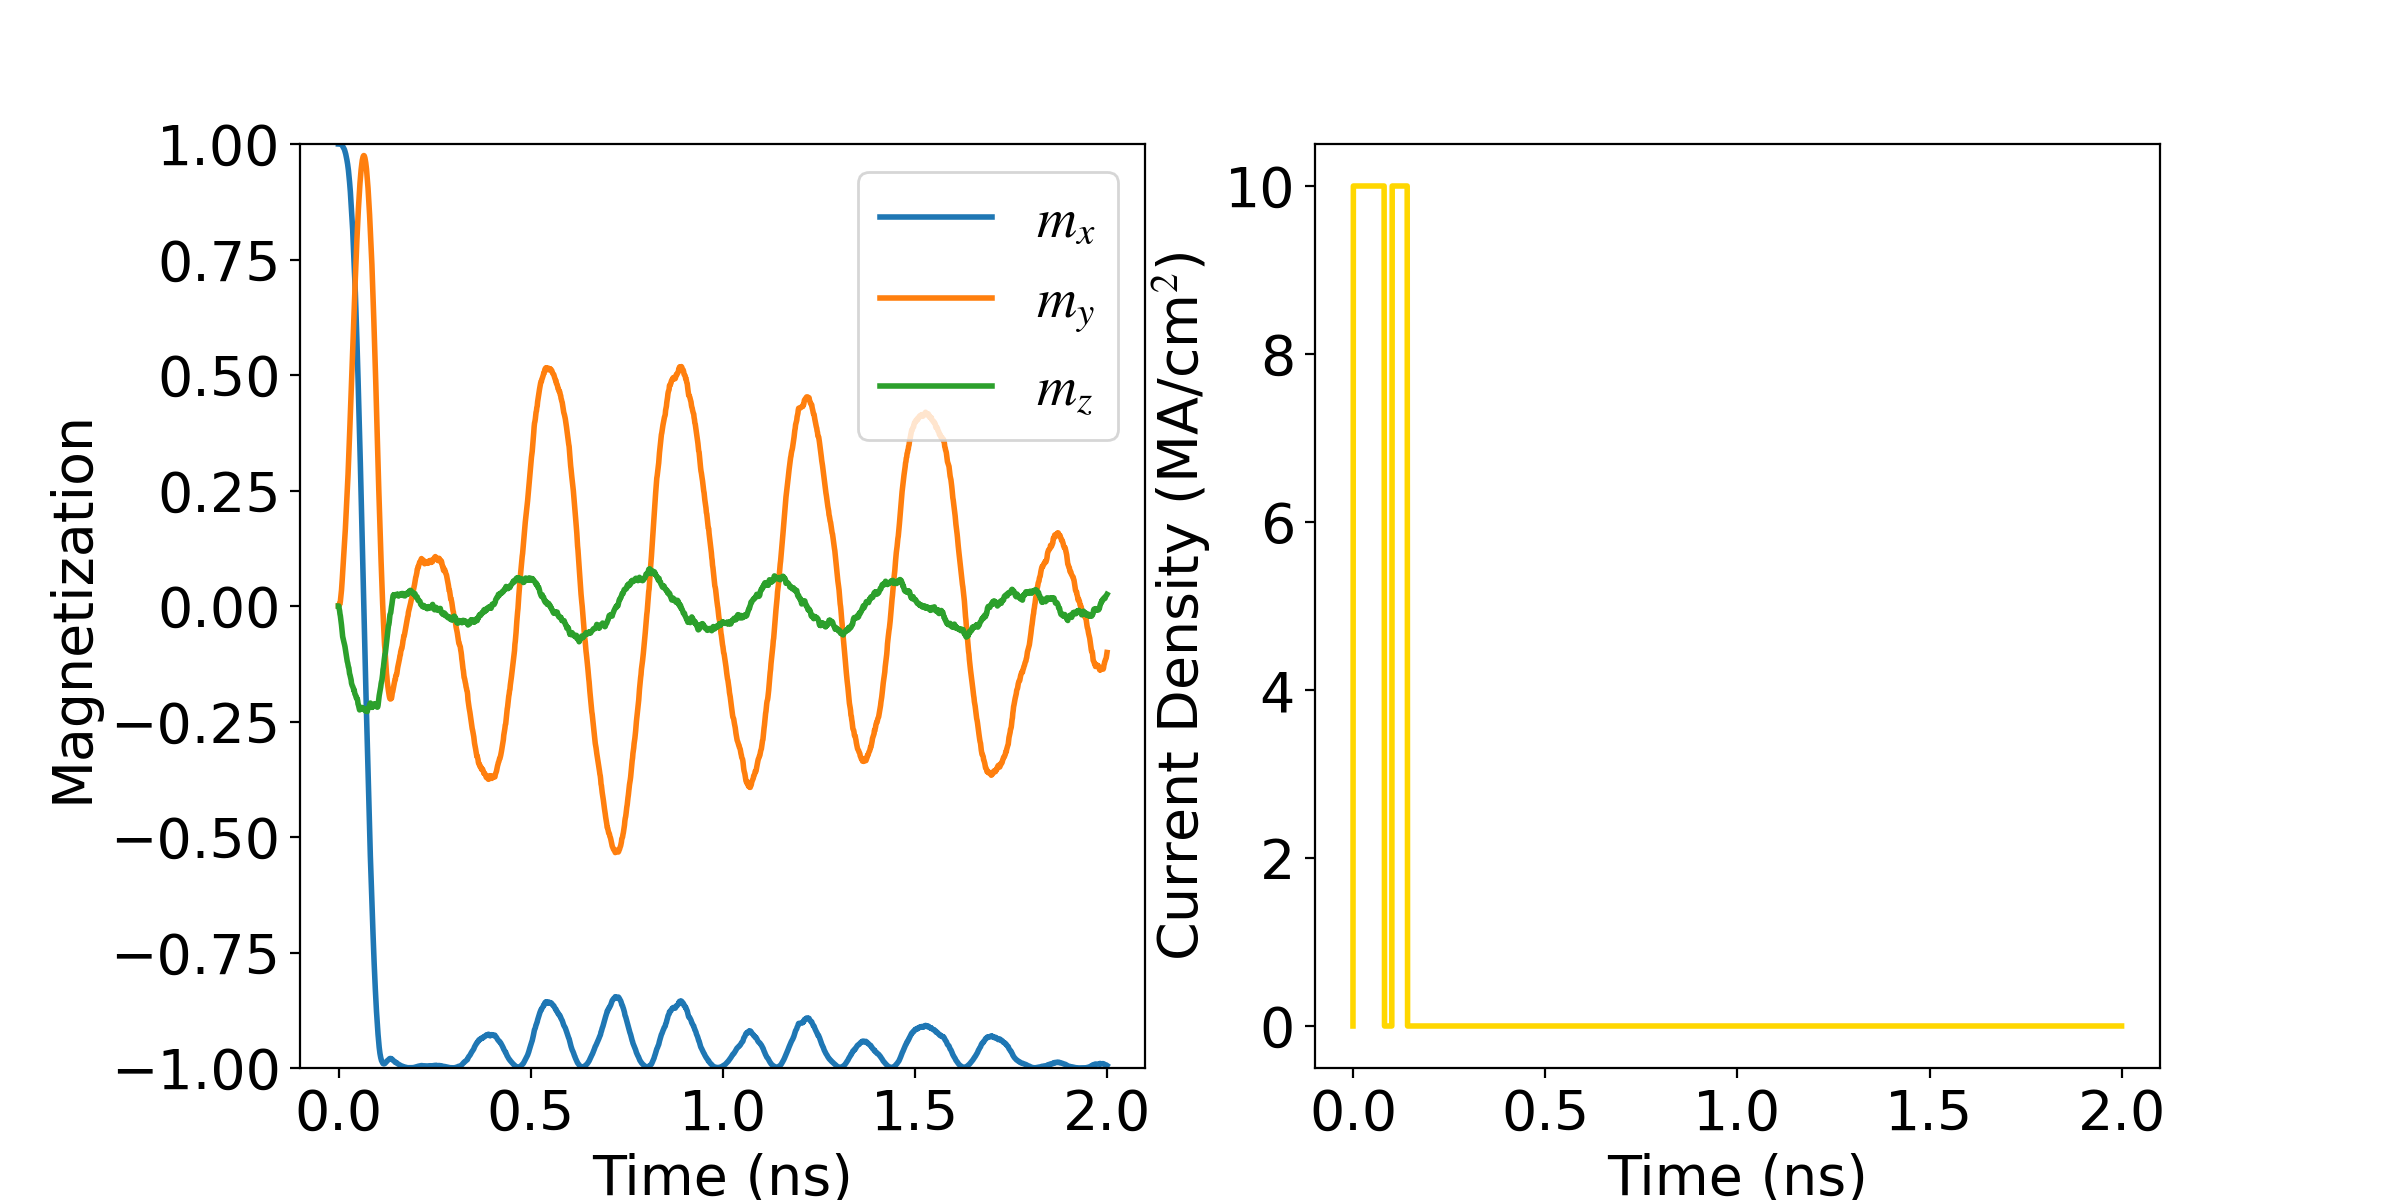 Magnetization
1.00
0.75
0.50
0.25
0.00
−0.25
−0.50
−0.75
−1.00
0.0 0.5 1.0 1.5 2.0
Time (ns)
m_x
m_y
m_z
Current Density (MA/cm²)
10
8
6
4
2
0
0.0 0.5 1.0 1.5 2.0
Time (ns)